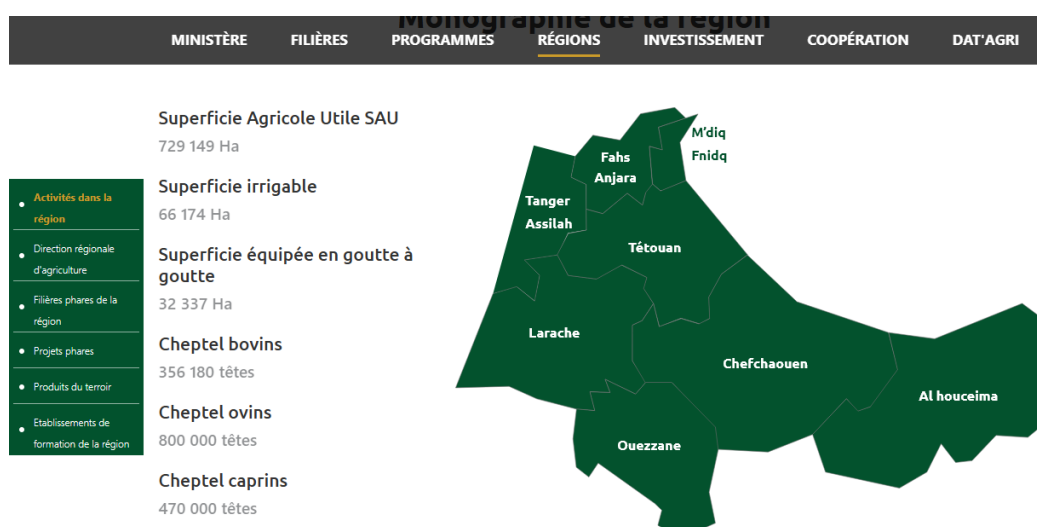 Monographie de la région
MINISTÈRE FILIÈRES PROGRAMMES RÉGIONS INVESTISSEMENT COOPÉRATION DAT'AGRI
Activités dans la
région
Direction régionale
d'agriculture
Filières phares de la
région
Projets phares
Produits du terroir
Etablissements de
formation de la région
Superficie Agricole Utile SAU
729 149 Ha
Superficie irrigable
66 174 Ha
Superficie équipée en goutte à
goutte
32 337 Ha
Cheptel bovins
356 180 têtes
Cheptel ovins
800 000 têtes
Cheptel caprins
470 000 têtes
M'diq
Fnidq
Fahs
Anjara
Tanger
Assilah
Tétouan
Larache
Chefchaouen
Al houceima
Ouezzane